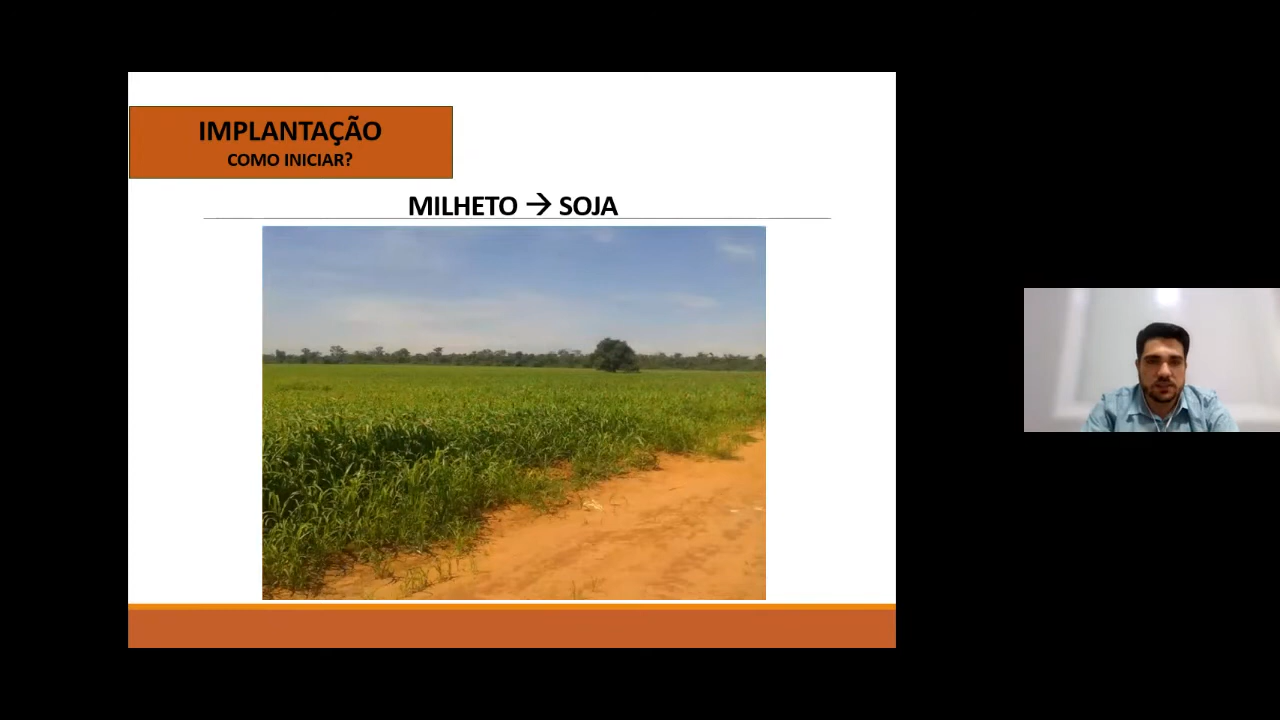 IMPLANTAÇÃO
COMO INICIAR?
MILHETO → SOJA